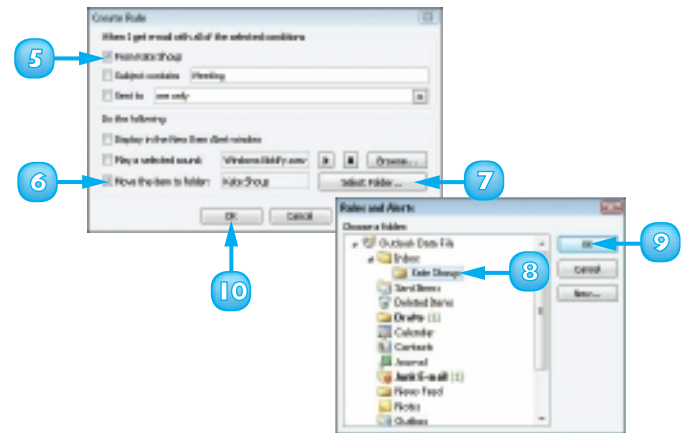 Create Rule
When I get e-mail with all of the selected conditions
5
From Kate Shoup
Subject contains Meeting
Sent to me only
Do the following
Display in the New Item Alert window
Play a selected sound: Windows Notify.wav Browse...
6
Move the item to folder: Kate Shoup Select Folder...
7
OK Cancel
10
Rules and Alerts
Choose a folder:
Outlook Data File
OK
9
Inbox
Kate Shoup
8
Cancel
Sent Items
Deleted Items
New...
Drafts [1]
Calendar
Contacts
Journal
Junk E-mail [1]
News Feed
Notes
Outbox